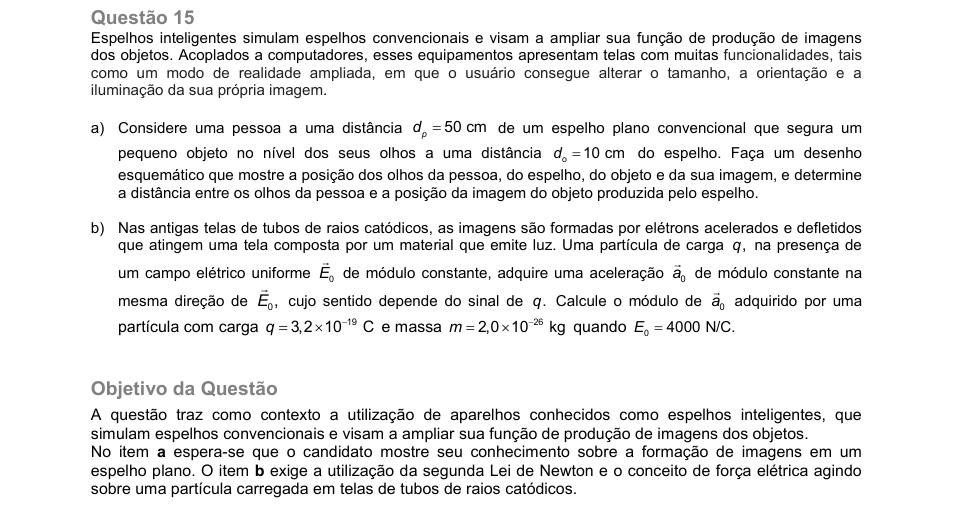 Questão 15
Espelhos inteligentes simulam espelhos convencionais e visam a ampliar sua função de produção de imagens
dos objetos. Acoplados a computadores, esses equipamentos apresentam telas com muitas funcionalidades, tais
como um modo de realidade ampliada, em que o usuário consegue alterar o tamanho, a orientação e a
iluminação da sua própria imagem.
a) Considere uma pessoa a uma distância dₚ = 50 cm de um espelho plano convencional que segura um
pequeno objeto no nível dos seus olhos a uma distância dₒ = 10 cm do espelho. Faça um desenho
esquemático que mostre a posição dos olhos da pessoa, do espelho, do objeto e da sua imagem, e determine
a distância entre os olhos da pessoa e a posição da imagem do objeto produzida pelo espelho.
b) Nas antigas telas de tubos de raios catódicos, as imagens são formadas por elétrons acelerados e defletidos
que atingem uma tela composta por um material que emite luz. Uma partícula de carga q, na presença de
um campo elétrico uniforme E⃗₀ de módulo constante, adquire uma aceleração a⃗₀ de módulo constante na
mesma direção de E⃗₀, cujo sentido depende do sinal de q. Calcule o módulo de a⃗₀ adquirido por uma
partícula com carga q = 3,2×10⁻¹⁹ C e massa m = 2,0×10⁻²⁶ kg quando E₀ = 4000 N/C.
Objetivo da Questão
A questão traz como contexto a utilização de aparelhos conhecidos como espelhos inteligentes, que
simulam espelhos convencionais e visam a ampliar sua função de produção de imagens dos objetos.
No item a espera-se que o candidato mostre seu conhecimento sobre a formação de imagens em um
espelho plano. O item b exige a utilização da segunda Lei de Newton e o conceito de força elétrica agindo
sobre uma partícula carregada em telas de tubos de raios catódicos.